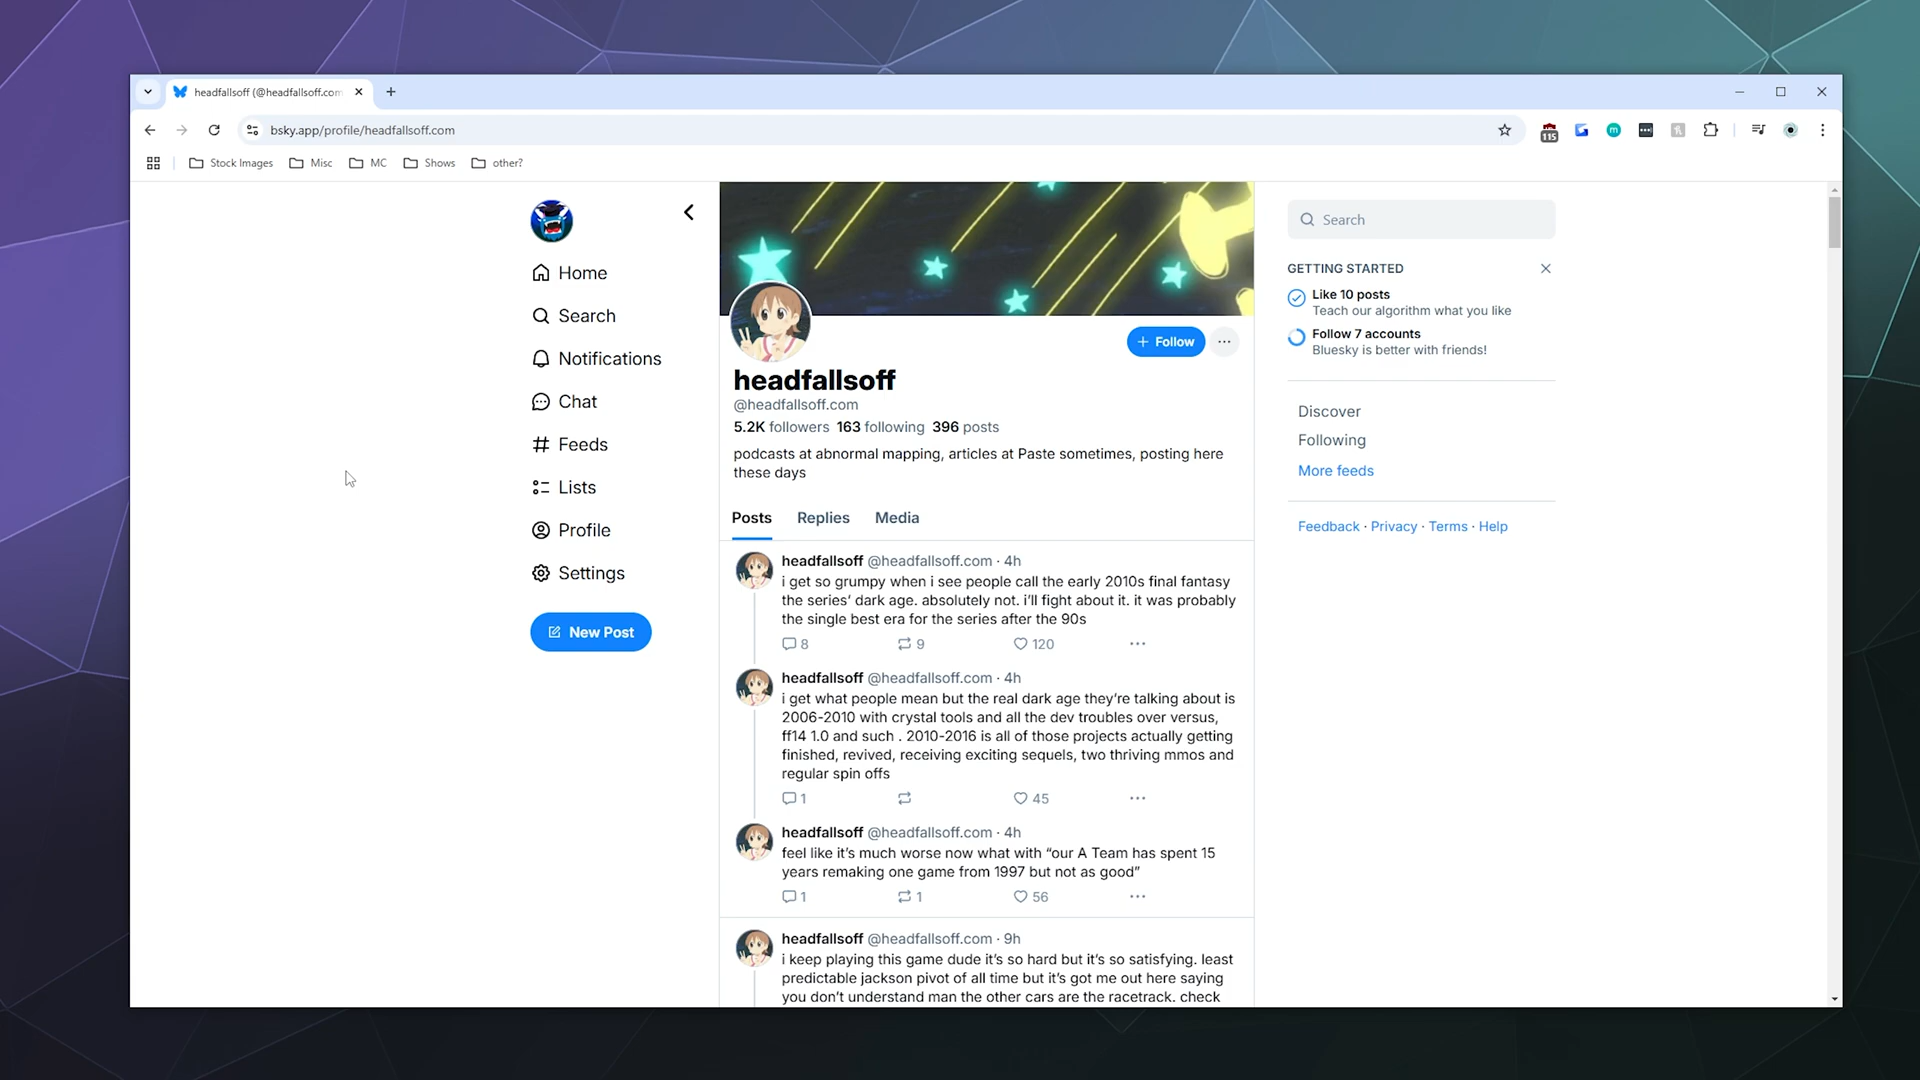 headfallsoff (@headfallsoff.com
bsky.app/profile/headfallsoff.com
115
Stock Images
Misc
MC
Shows
other?
Home
Search
Notifications
Chat
Feeds
Lists
Profile
Settings
New Post
Follow
headfallsoff
@headfallsoff.com
5.2K followers 163 following 396 posts
podcasts at abnormal mapping, articles at Paste sometimes, posting here
these days
Posts Replies Media
headfallsoff @headfallsoff.com · 4h
i get so grumpy when i see people call the early 2010s final fantasy
the series' dark age. absolutely not. i'll fight about it. it was probably
the single best era for the series after the 90s
8 9 120
headfallsoff @headfallsoff.com · 4h
i get what people mean but the real dark age they're talking about is
2006-2010 with crystal tools and all the dev troubles over versus,
ff14 1.0 and such . 2010-2016 is all of those projects actually getting
finished, revived, receiving exciting sequels, two thriving mmos and
regular spin offs
1 45
headfallsoff @headfallsoff.com · 4h
feel like it's much worse now what with “our A Team has spent 15
years remaking one game from 1997 but not as good”
1 1 56
headfallsoff @headfallsoff.com · 9h
i keep playing this game dude it's so hard but it's so satisfying. least
predictable jackson pivot of all time but it's got me out here saying
you don't understand man the other cars are the racetrack. check
Search
GETTING STARTED
Like 10 posts
Teach our algorithm what you like
Follow 7 accounts
Bluesky is better with friends!
Discover
Following
More feeds
Feedback · Privacy · Terms · Help